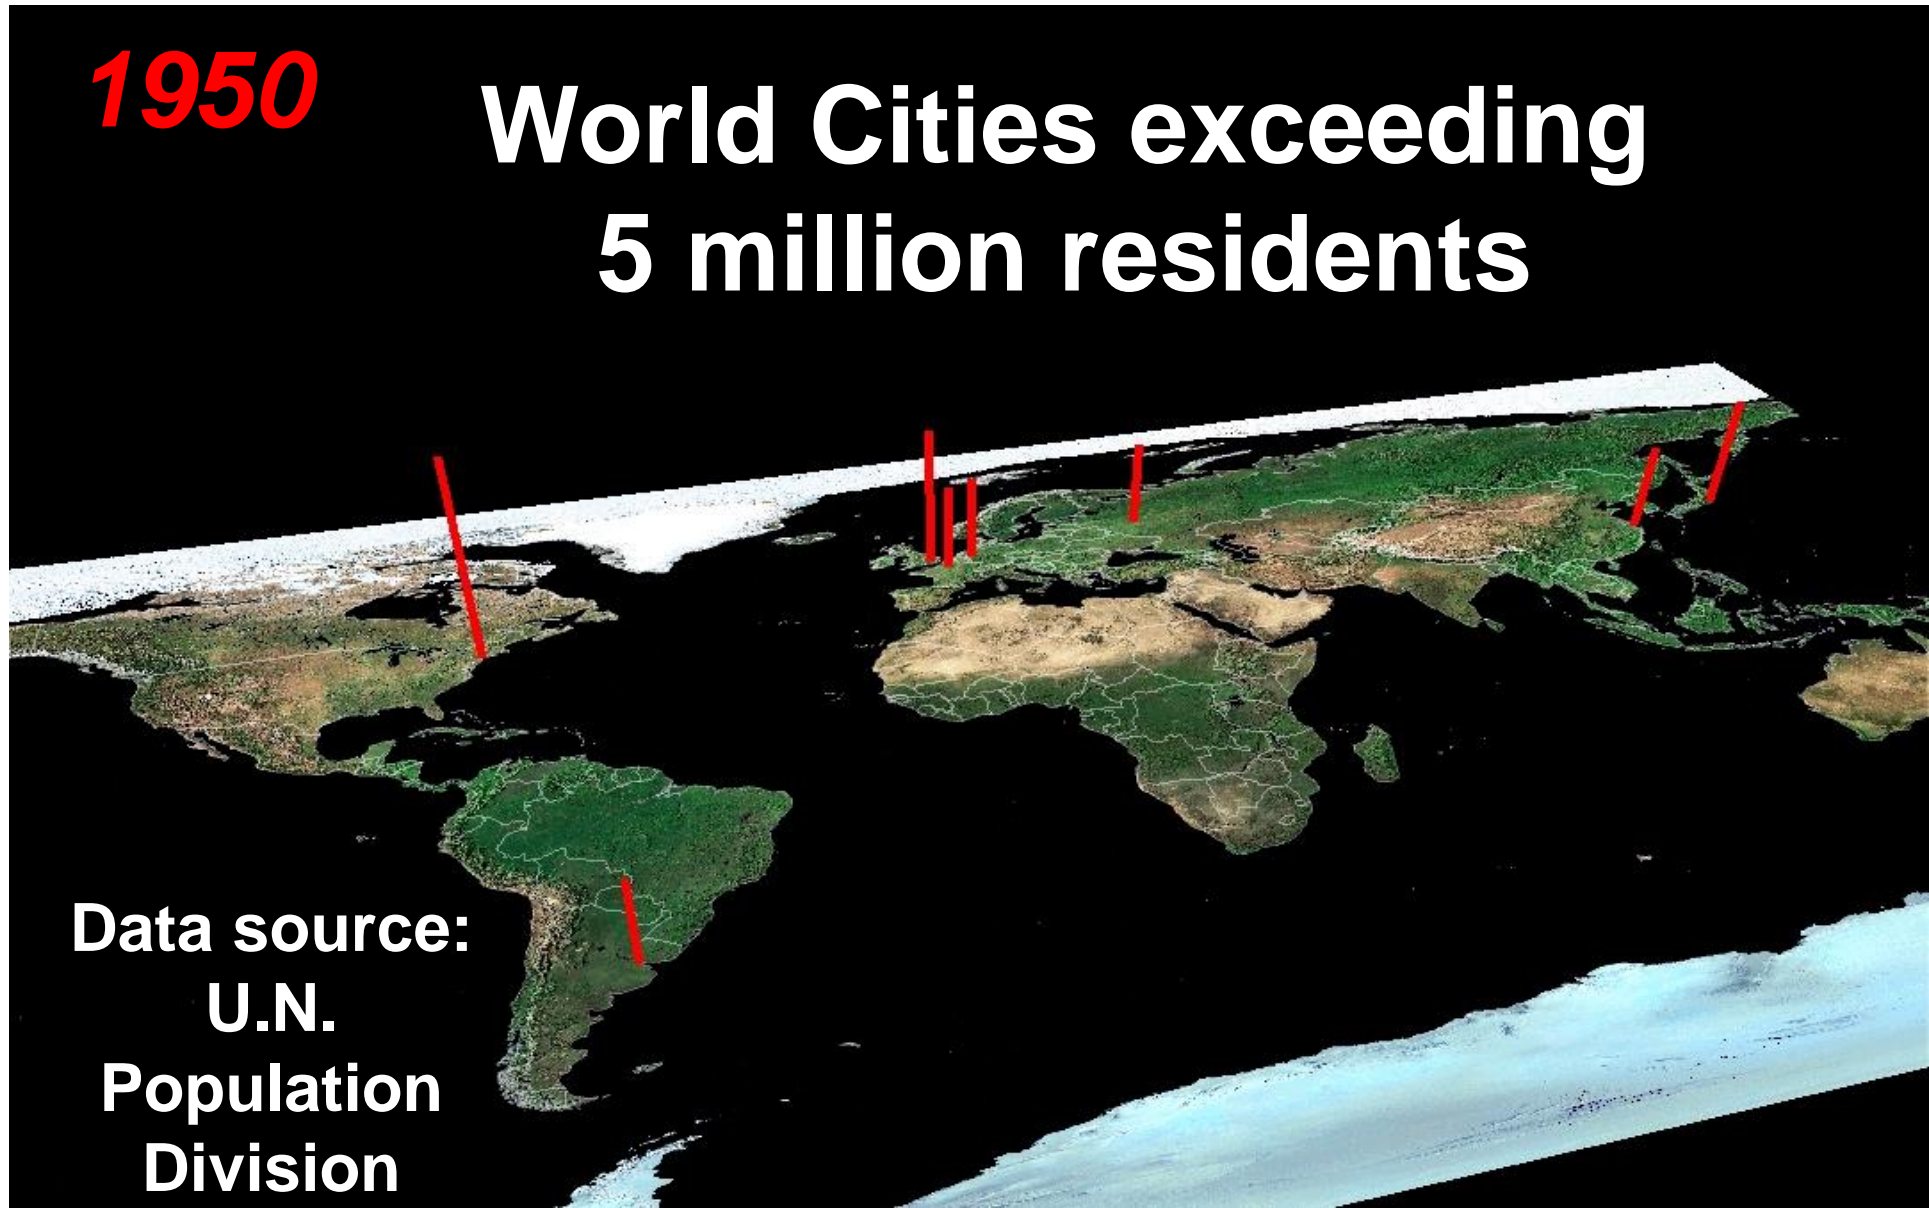 1950
World Cities exceeding
5 million residents
Data source:
U.N.
Population
Division